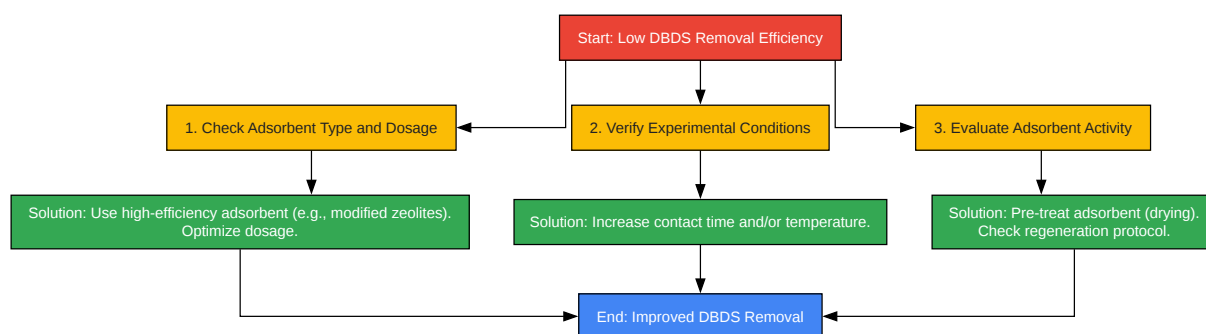 Start: Low DBDS Removal Efficiency
1. Check Adsorbent Type and Dosage
2. Verify Experimental Conditions
3. Evaluate Adsorbent Activity
Solution: Use high-efficiency adsorbent (e.g., modified zeolites).
Optimize dosage.
Solution: Increase contact time and/or temperature.
Solution: Pre-treat adsorbent (drying).
Check regeneration protocol.
End: Improved DBDS Removal